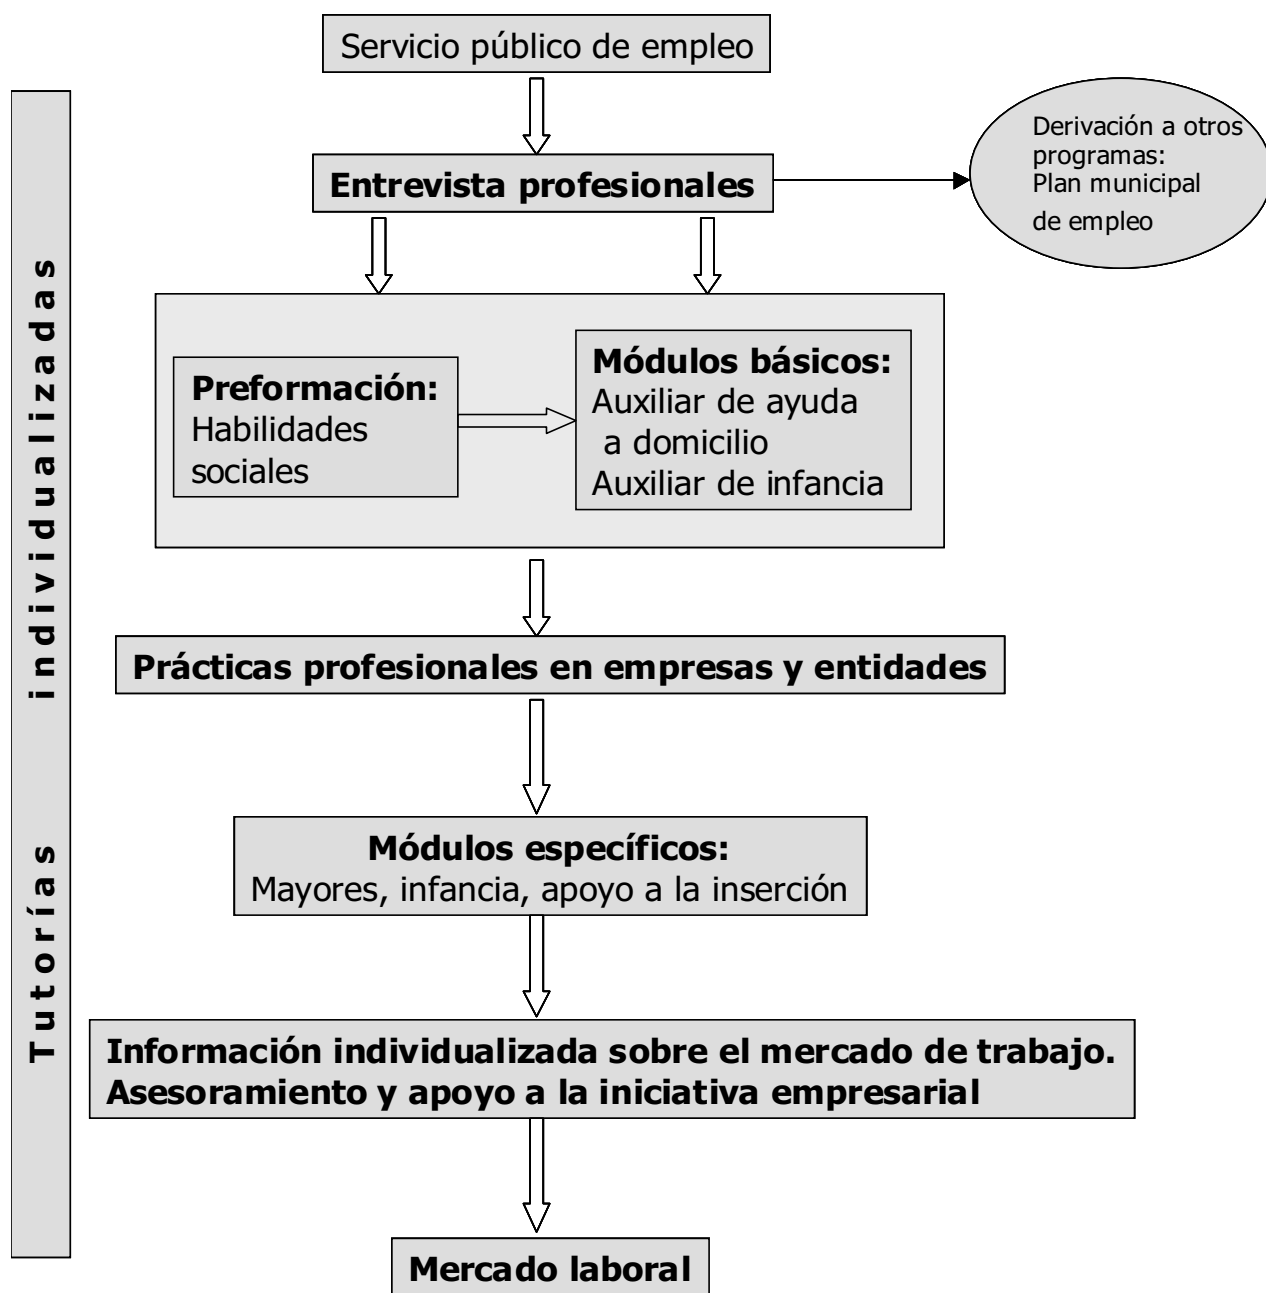 Servicio público de empleo
Derivación a otros
programas:
Plan municipal
de empleo
Entrevista profesionales
Tutorías individualizadas
Preformación:
Habilidades
sociales
Módulos básicos:
Auxiliar de ayuda
a domicilio
Auxiliar de infancia
Prácticas profesionales en empresas y entidades
Módulos específicos:
Mayores, infancia, apoyo a la inserción
Información individualizada sobre el mercado de trabajo.
Asesoramiento y apoyo a la iniciativa empresarial
Mercado laboral